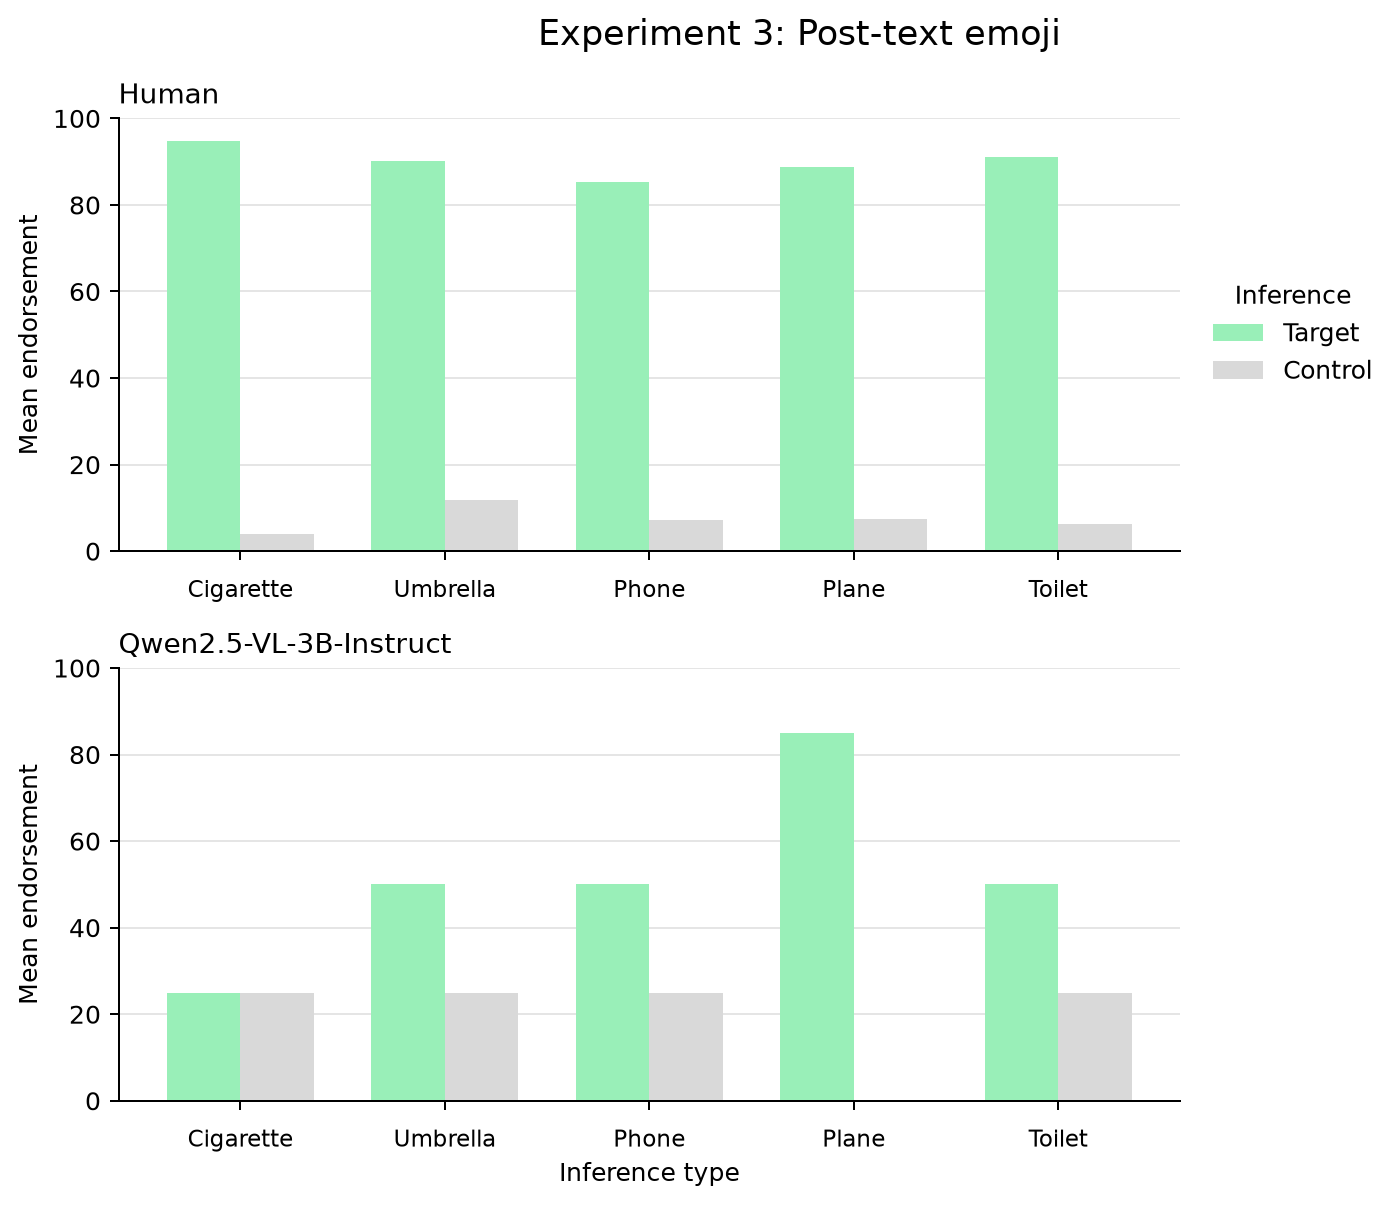 Experiment 3: Post-text emoji
Human
Mean endorsement
100
80
60
40
20
0
Cigarette Umbrella Phone Plane Toilet
Inference
Target
Control
Qwen2.5-VL-3B-Instruct
Mean endorsement
100
80
60
40
20
0
Cigarette Umbrella Phone Plane Toilet
Inference type